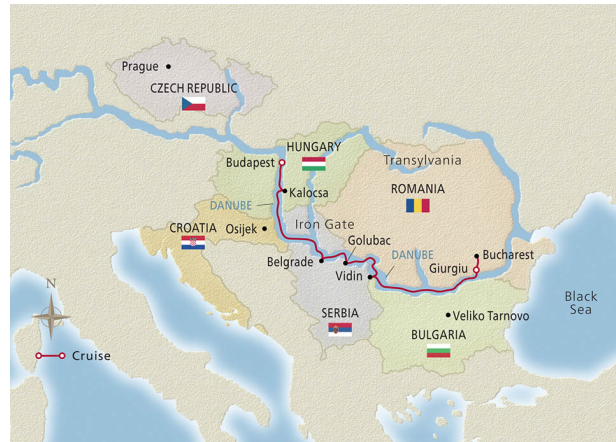 Prague
CZECH REPUBLIC
HUNGARY
Budapest
Transylvania
Kalocsa
ROMANIA
DANUBE
Iron Gate
CROATIA
Osijek
Golubac
DANUBE
Bucharest
Belgrade
Vidin
Giurgiu
N
Black
Sea
SERBIA
Veliko Tarnovo
BULGARIA
Cruise